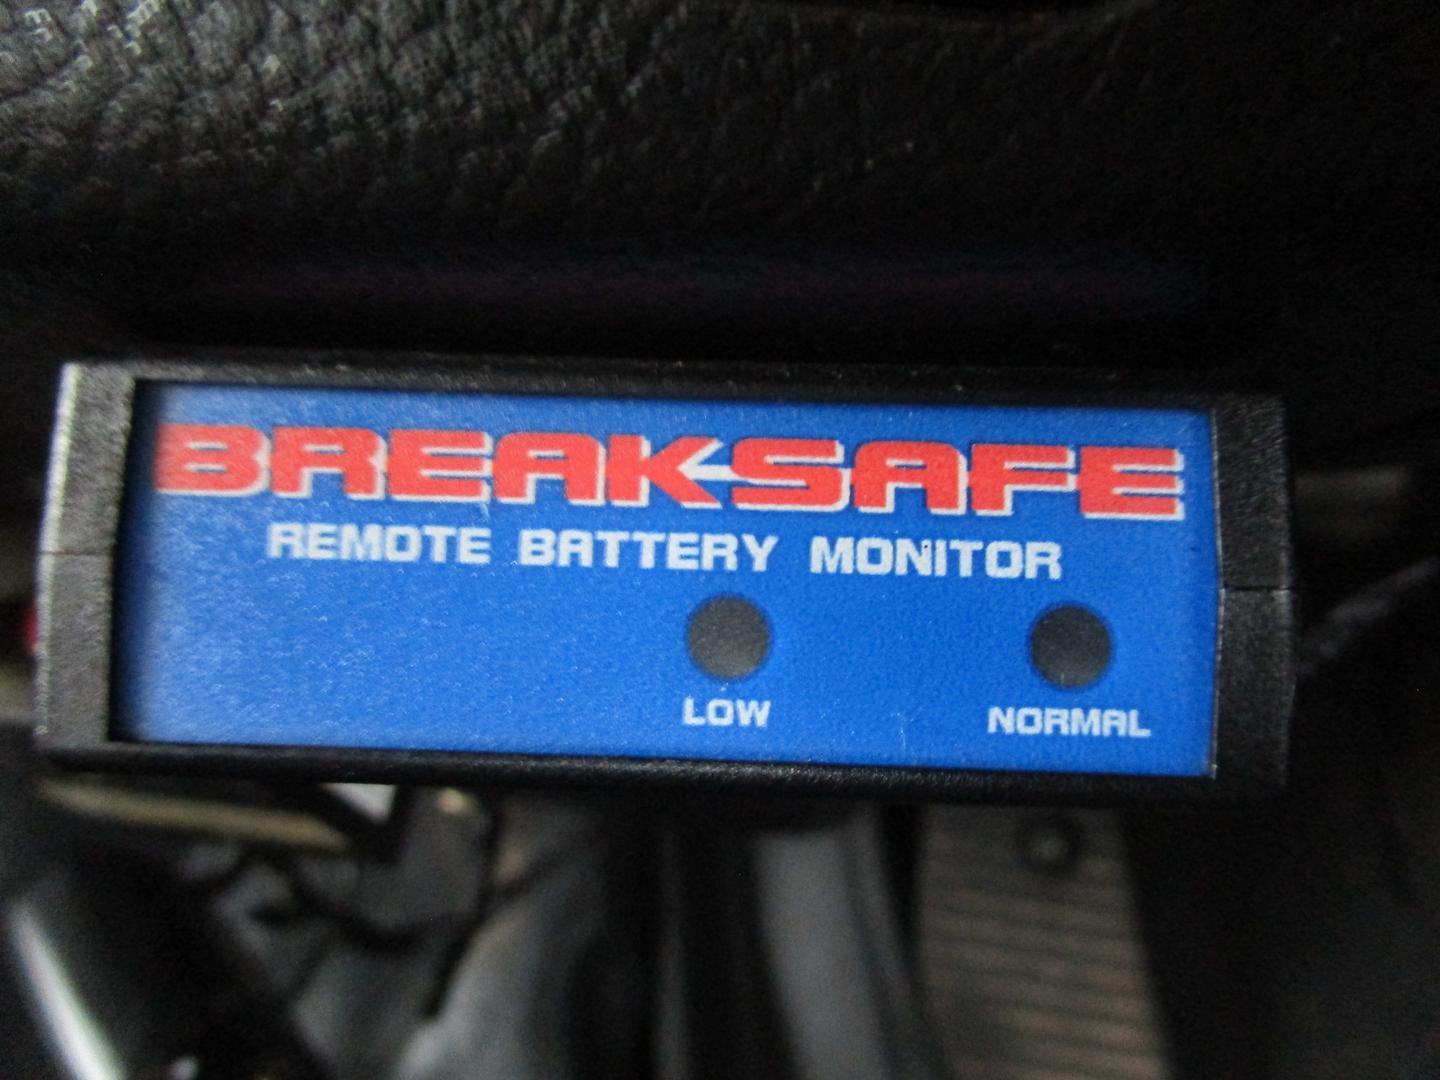 BREAKSAFE
REMOTE BATTERY MONITOR
LOW NORMAL